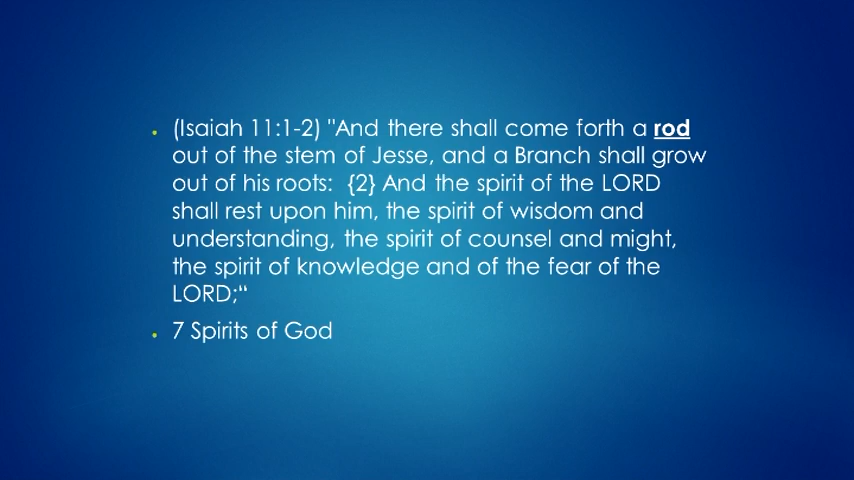 • (Isaiah 11:1-2) "And there shall come forth a rod
out of the stem of Jesse, and a Branch shall grow
out of his roots:  {2} And the spirit of the LORD
shall rest upon him, the spirit of wisdom and
understanding, the spirit of counsel and might,
the spirit of knowledge and of the fear of the
LORD;“
• 7 Spirits of God